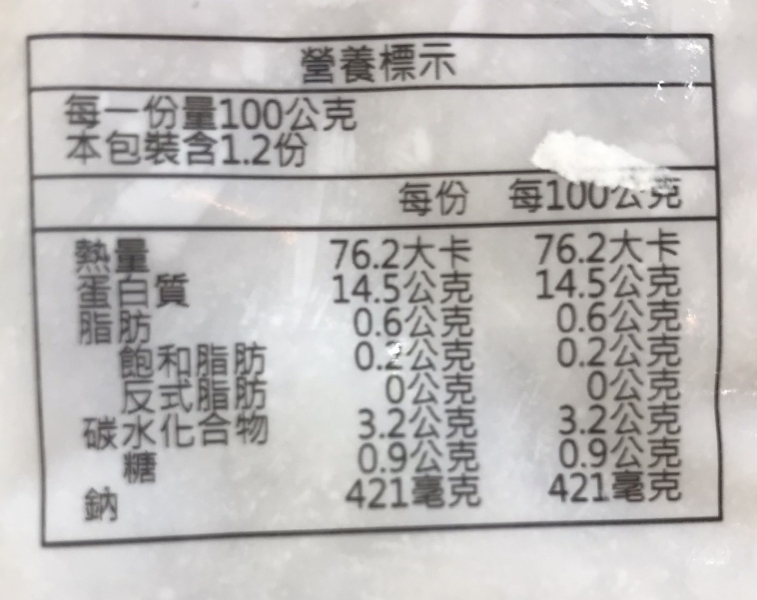 營養標示
每一份量100公克
本包裝含1.2份
每份 每100公克
熱量 76.2大卡 76.2大卡
蛋白質 14.5公克 14.5公克
脂肪 0.6公克 0.6公克
飽和脂肪 0.2公克 0.2公克
反式脂肪 0公克 0公克
碳水化合物 3.2公克 3.2公克
糖 0.9公克 0.9公克
鈉 421毫克 421毫克